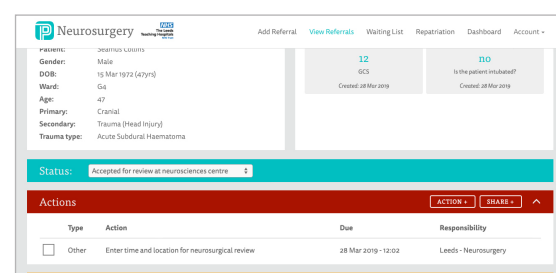 Neurosurgery NHS
The Leeds
Teaching Hospitals
NHS Trust
Add Referral View Referrals Waiting List Repatriation Dashboard Account
Patient: Seamus Collins
Gender: Male
DOB: 15 Mar 1972 (47yrs)
Ward: G4
Age: 47
Primary: Cranial
Secondary: Trauma (Head Injury)
Trauma type: Acute Subdural Haematoma
12
GCS
Created: 28 Mar 2019
no
Is the patient intubated?
Created: 28 Mar 2019
Status: Accepted for review at neurosciences centre
Actions ACTION + SHARE +
Type Action Due Responsibility
Other Enter time and location for neurosurgical review 28 Mar 2019 - 12:02 Leeds - Neurosurgery